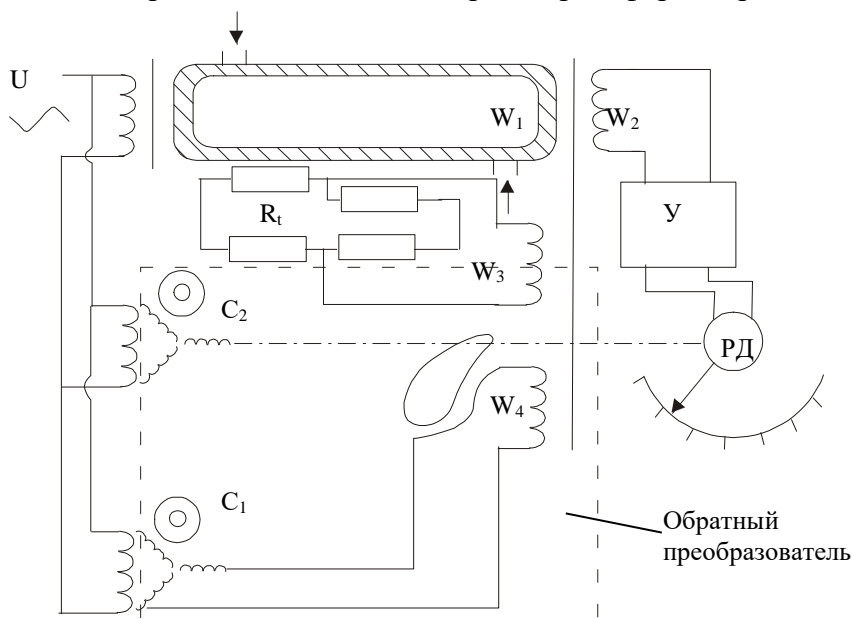 U
W₁
W₂
Rₜ
У
W₃
C₂
РД
W₄
C₁
Обратный
преобразователь